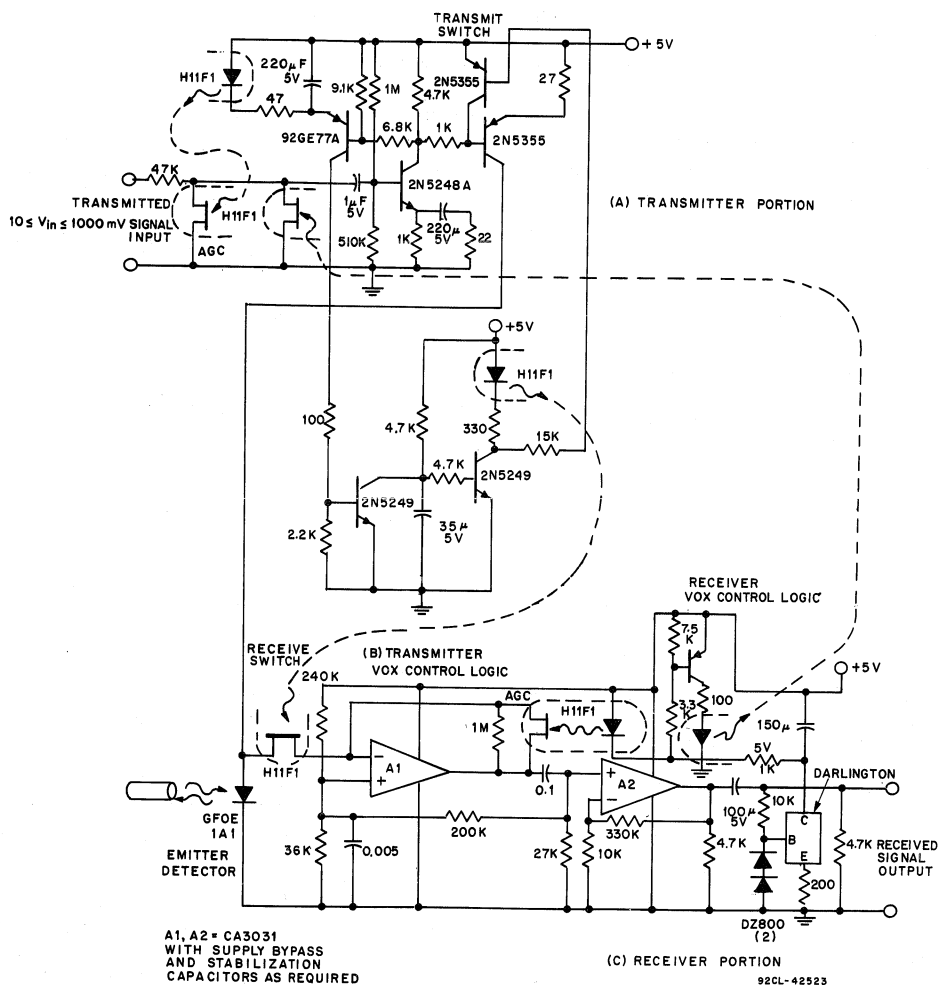 TRANSMIT
SWITCH
+5V
H11F1
220µF
5V
47
9.1K
1M
4.7K
2N5355
27
92GE77A
6.8K
1K
2N5355
47K
TRANSMITTED
10 ≤ Vin ≤ 1000 mV SIGNAL
INPUT
H11F1
AGC
1µF
5V
2N5248A
510K
1K
220µ
5V
22
(A) TRANSMITTER PORTION
+5V
H11F1
100
4.7K
330
15K
4.7K
2N5249
2N5249
2.2K
35µ
5V
RECEIVER
VOX CONTROL LOGIC
RECEIVE
SWITCH
(B) TRANSMITTER
VOX CONTROL LOGIC
7.5
K
+5V
240K
AGC
H11F1
100
3.3
K
150µ
1M
5V
1K
H11F1
A1
A2
0.1
DARLINGTON
GFOE
1A1
EMITTER
DETECTOR
200K
330K
100µ
5V
10K
C
B
E
36K
0.005
27K
10K
4.7K
4.7K
RECEIVED
SIGNAL
OUTPUT
200
DZ800
(2)
A1, A2 = CA3031
WITH SUPPLY BYPASS
AND STABILIZATION
CAPACITORS AS REQUIRED
(C) RECEIVER PORTION
92CL-42523